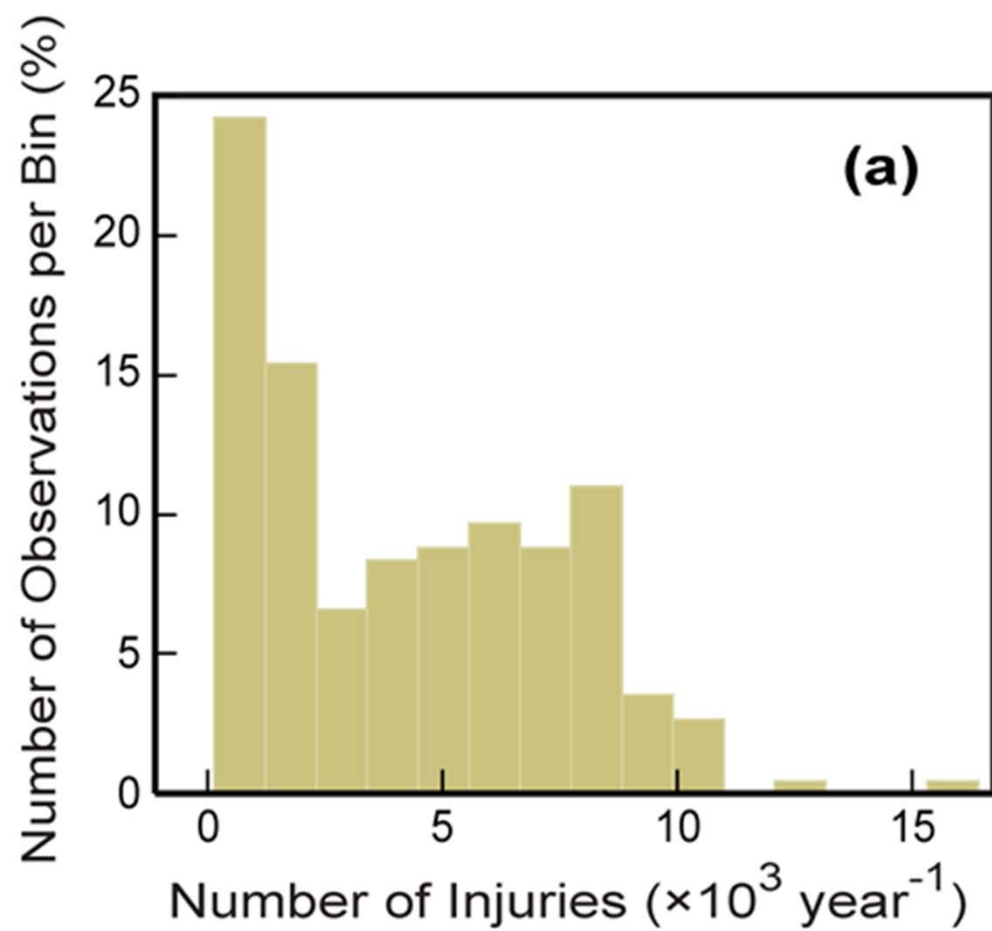 Number of Observations per Bin (%)
25
20
15
10
5
0
(a)
0 5 10 15
Number of Injuries (×10³ year⁻¹)